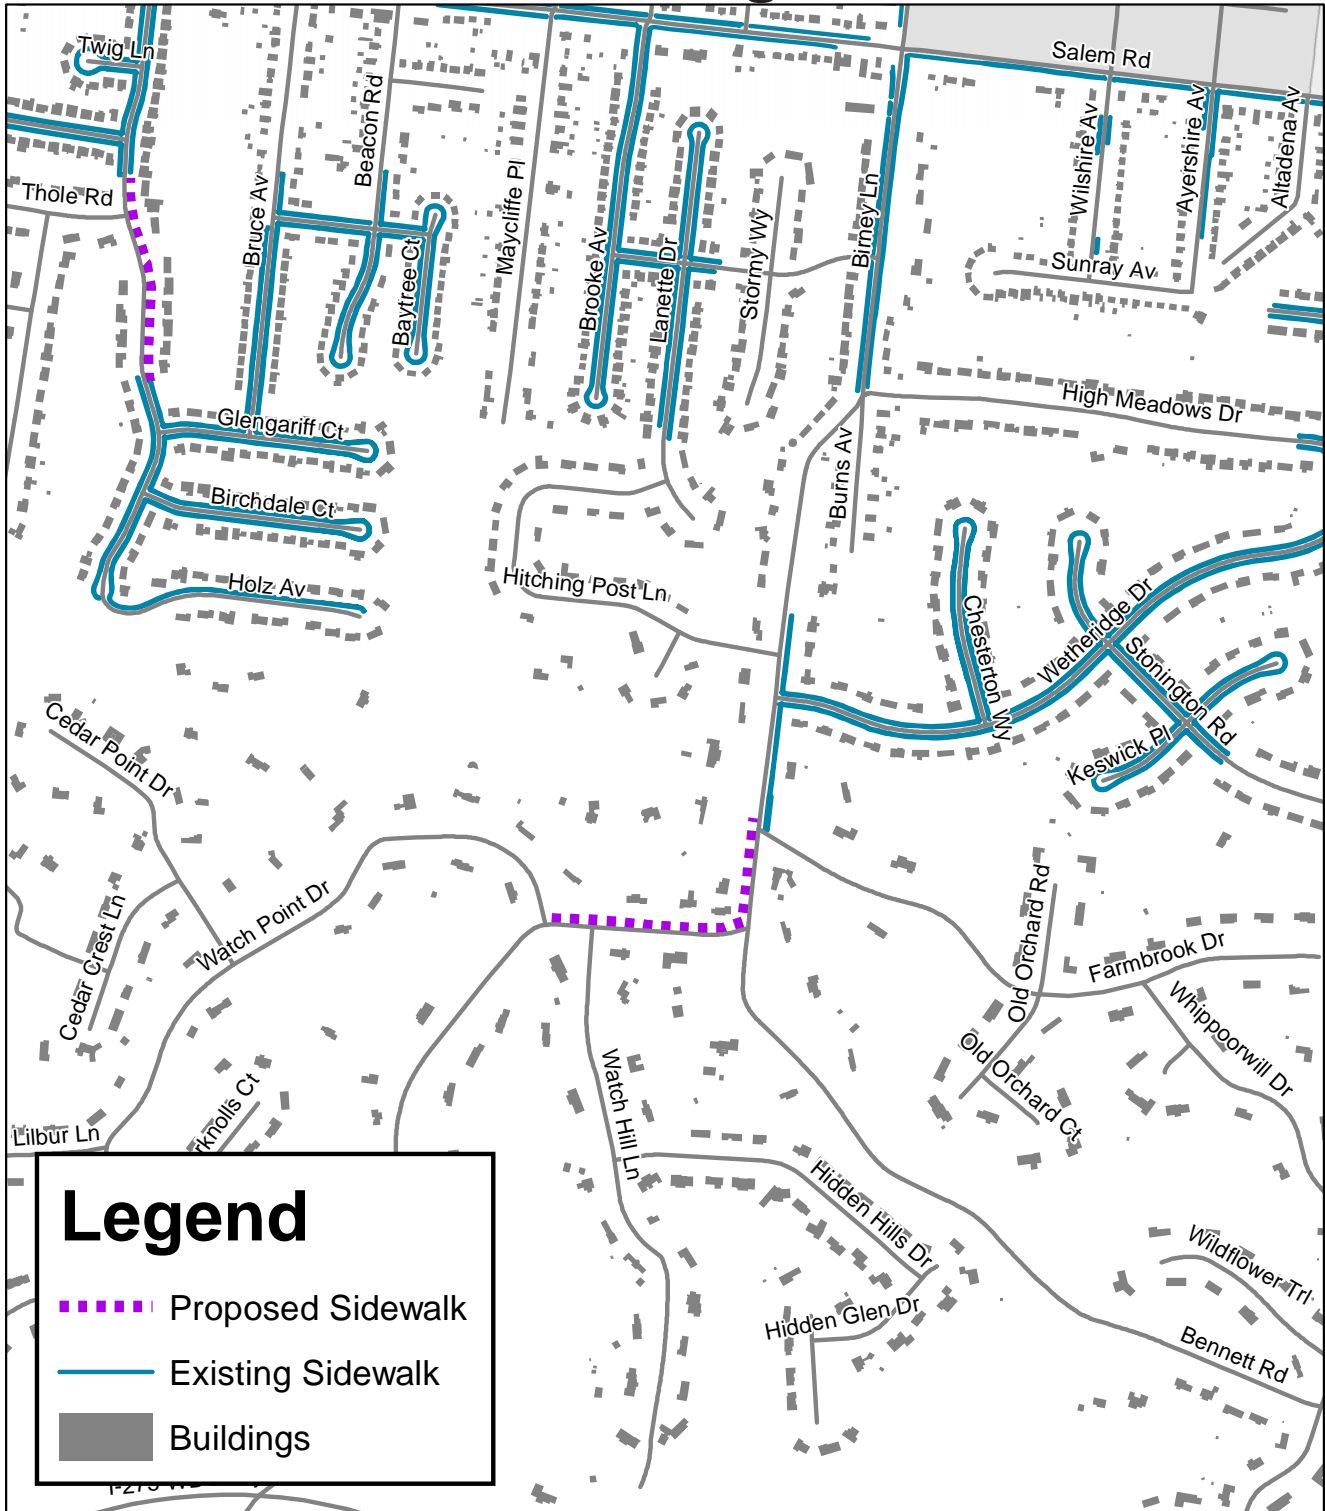 Twig Ln
Salem Rd
Beacon Rd
Wilshire Av
Ayershire Av
Altadena Av
Thole Rd
Bruce Av
Maycliffe Pl
Birney Ln
Baytree Ct
Brooke Av
Lanette Dr
Stormy Wy
Sunray Av
High Meadows Dr
Glengariff Ct
Burns Av
Birchdale Ct
Holz Av
Hitching Post Ln
Chesterton Wy
Wetheridge Dr
Stonington Rd
Keswick Pl
Cedar Point Dr
Watch Point Dr
Cedar Crest Ln
Old Orchard Rd
Farmbrook Dr
Whippoorwill Dr
Old Orchard Ct
Watch Hill Ln
rknolls Ct
Lilbur Ln
Hidden Hills Dr
Wildflower Trl
Hidden Glen Dr
Bennett Rd
Legend
Proposed Sidewalk
Existing Sidewalk
Buildings